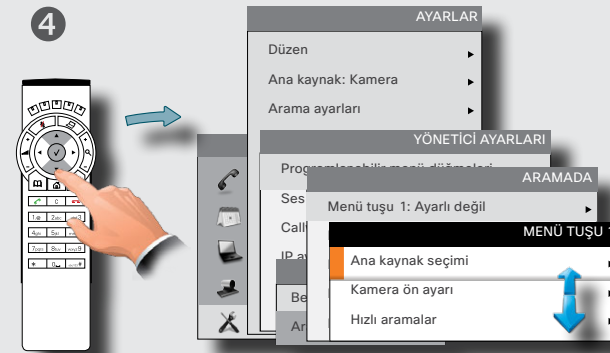 4
AYARLAR
Düzen
Ana kaynak: Kamera
Arama ayarları
YÖNETİCİ AYARLARI
Programlanabilir menü düğmeleri
Ses
IP
Be
Ar
ARAMADA
Menü tuşu 1: Ayarlı değil
MENÜ TUŞU 1
Ana kaynak seçimi
Kamera ön ayarı
Hızlı aramalar